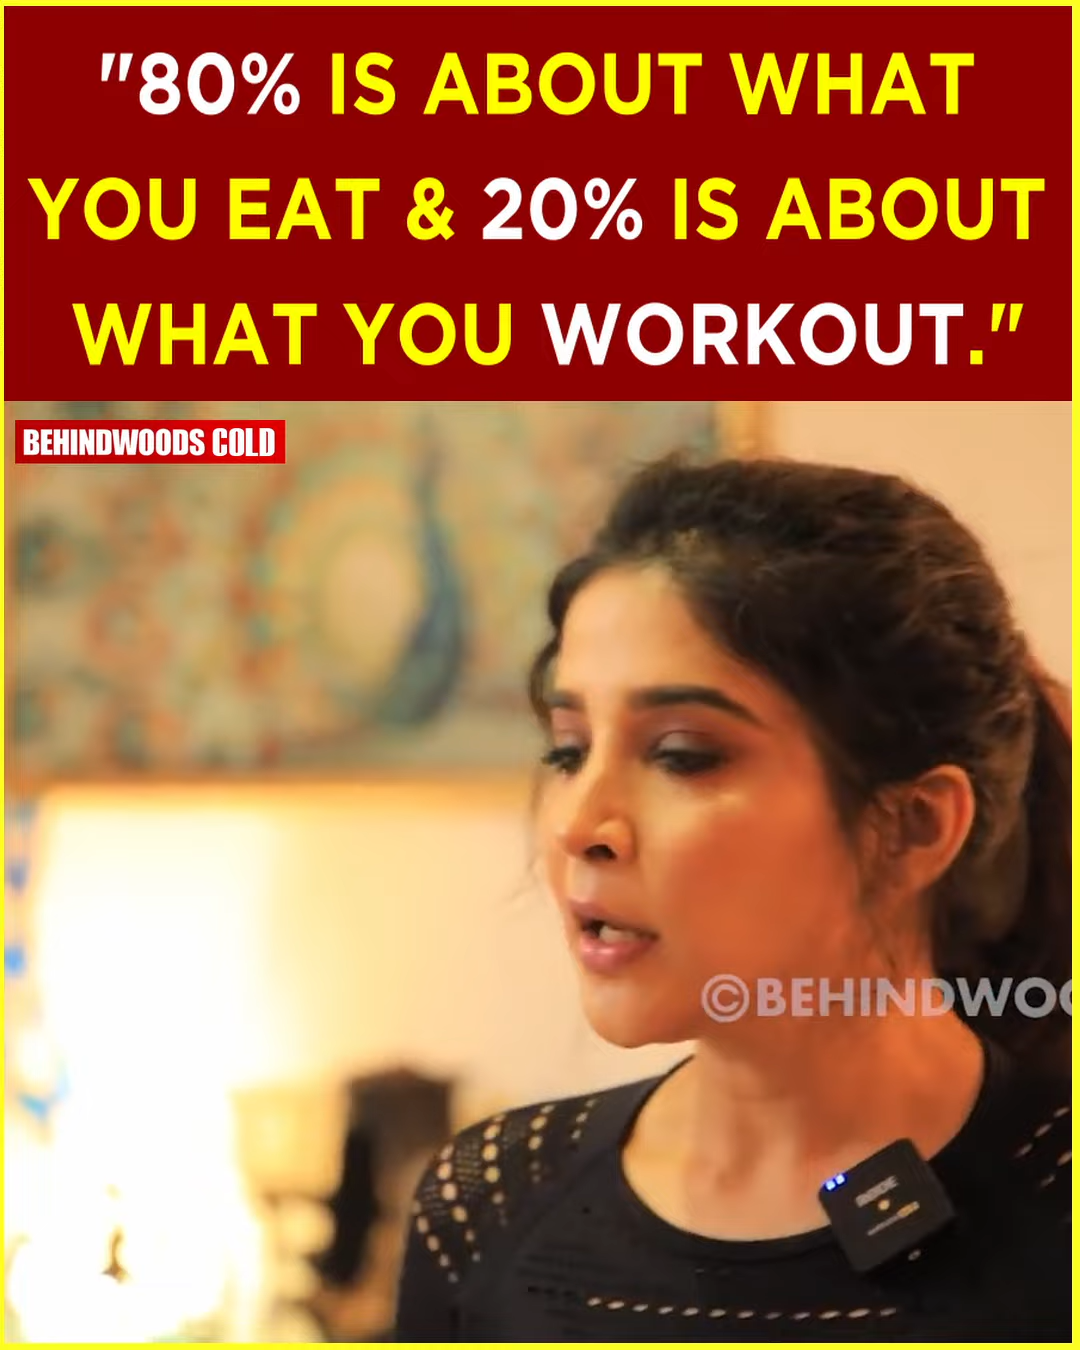 "80% IS ABOUT WHAT
YOU EAT & 20% IS ABOUT
WHAT YOU WORKOUT."
BEHINDWOODS COLD
©BEHINDWOO